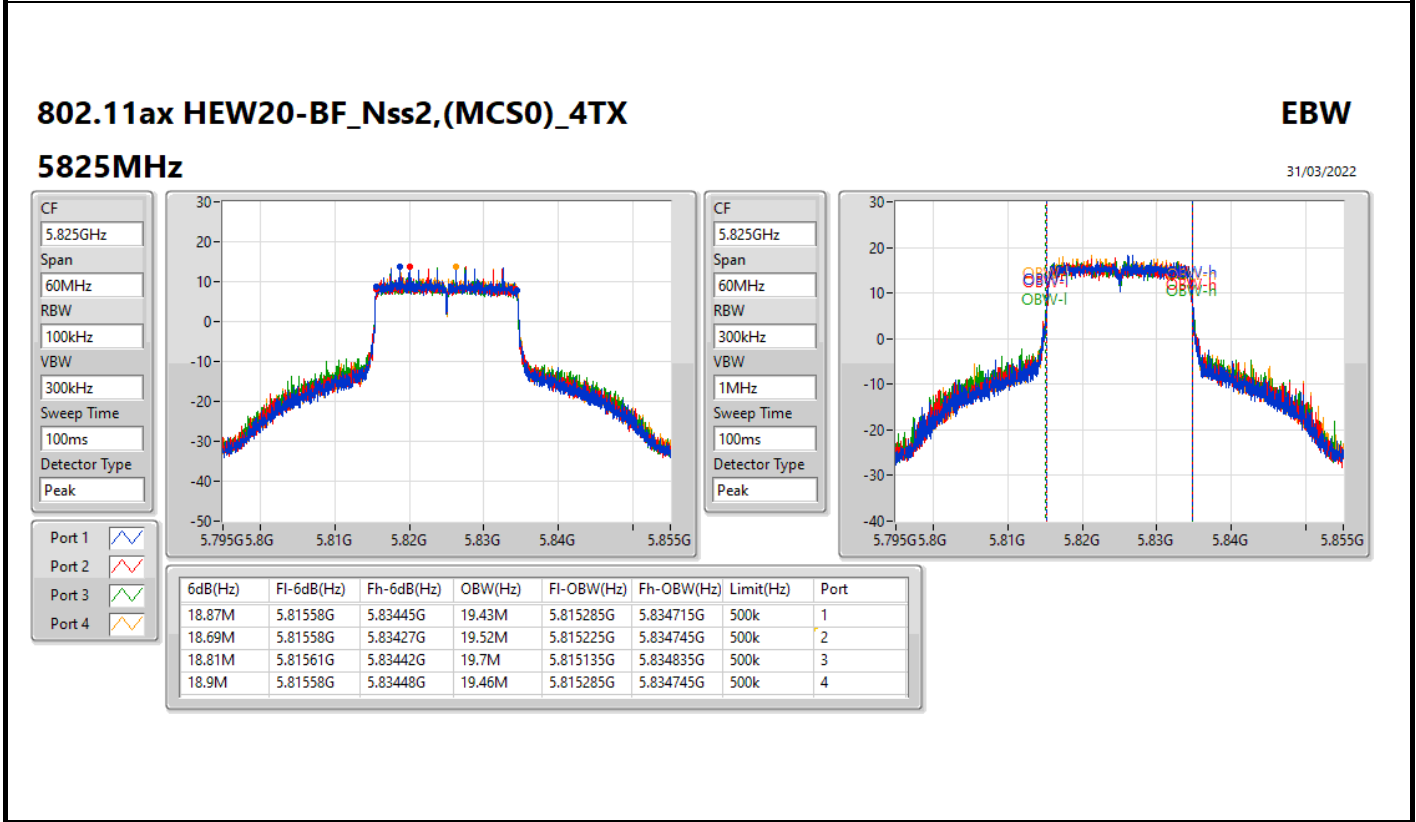 802.11ax HEW20-BF_Nss2,(MCS0)_4TX
EBW
5825MHz
31/03/2022
CF
5.825GHz
Span
60MHz
RBW
100kHz
VBW
300kHz
Sweep Time
100ms
Detector Type
Peak
30
20
10
0
-10
-20
-30
-40
-50
5.795G 5.8G 5.81G 5.82G 5.83G 5.84G 5.855G
CF
5.825GHz
Span
60MHz
RBW
300kHz
VBW
1MHz
Sweep Time
100ms
Detector Type
Peak
30
20
10
0
-10
-20
-30
-40
OBW-l
OBW-l
OBW-h
OBW-h
OBW-h
5.795G 5.8G 5.81G 5.82G 5.83G 5.84G 5.855G
Port 1
Port 2
Port 3
Port 4
6dB(Hz) Fl-6dB(Hz) Fh-6dB(Hz) OBW(Hz) Fl-OBW(Hz) Fh-OBW(Hz) Limit(Hz) Port
18.87M 5.81558G 5.83445G 19.43M 5.815285G 5.834715G 500k 1
18.69M 5.81558G 5.83427G 19.52M 5.815225G 5.834745G 500k 2
18.81M 5.81561G 5.83442G 19.7M 5.815135G 5.834835G 500k 3
18.9M 5.81558G 5.83448G 19.46M 5.815285G 5.834745G 500k 4